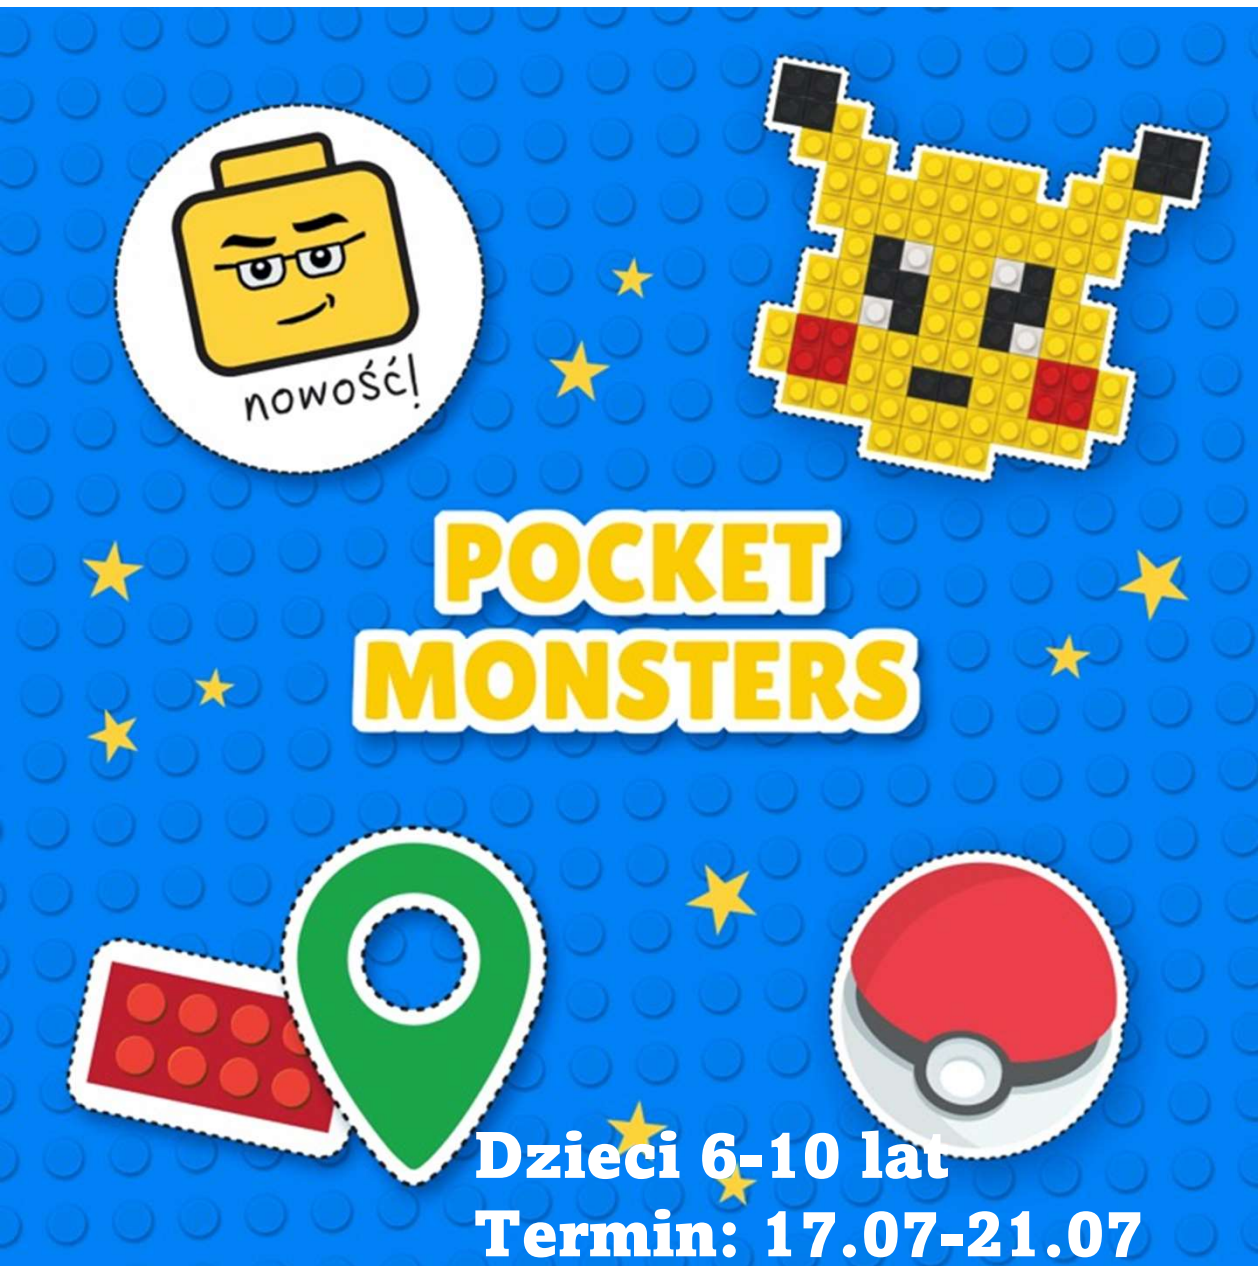 nowość!
POCKET
MONSTERS
Dzieci 6-10 lat
Termin: 17.07-21.07